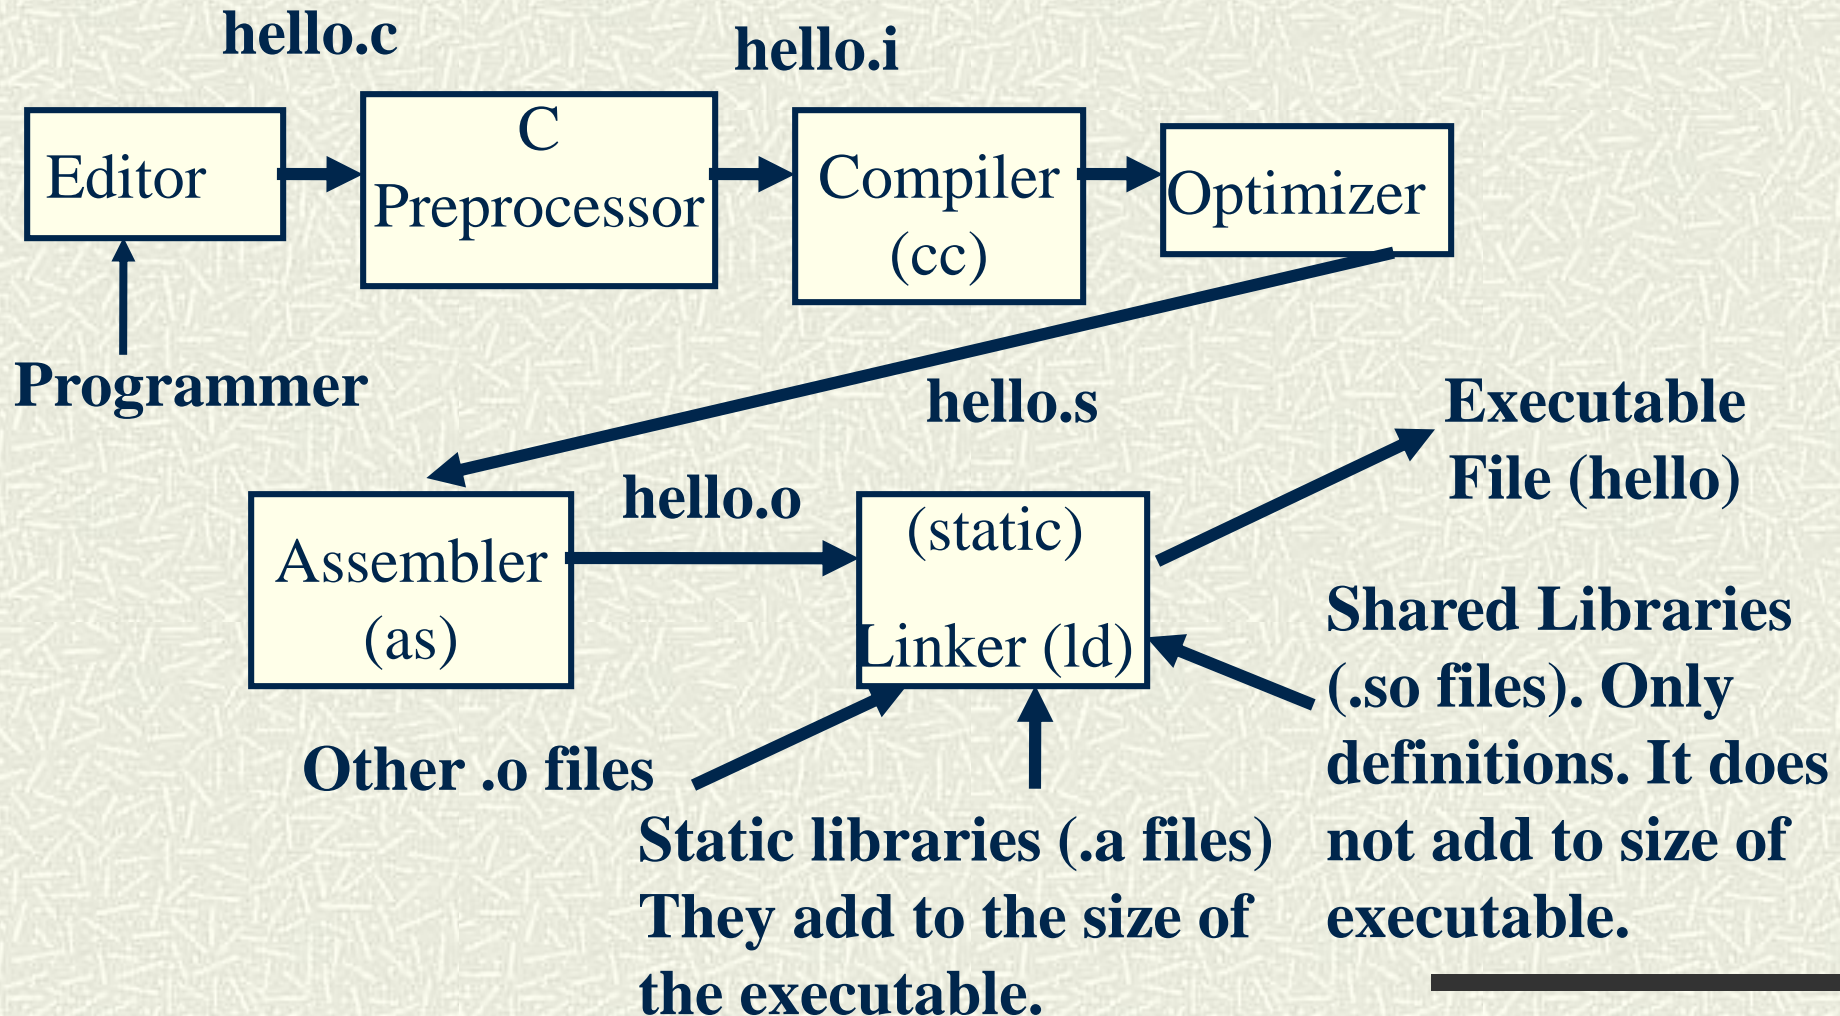 hello.c
hello.i
Editor
C
Preprocessor
Compiler
(cc)
Optimizer
Programmer
hello.s
Executable
File (hello)
hello.o
Assembler
(as)
(static)
Linker (ld)
Other .o files
Static libraries (.a files)
They add to the size of
the executable.
Shared Libraries
(.so files). Only
definitions. It does
not add to size of
executable.